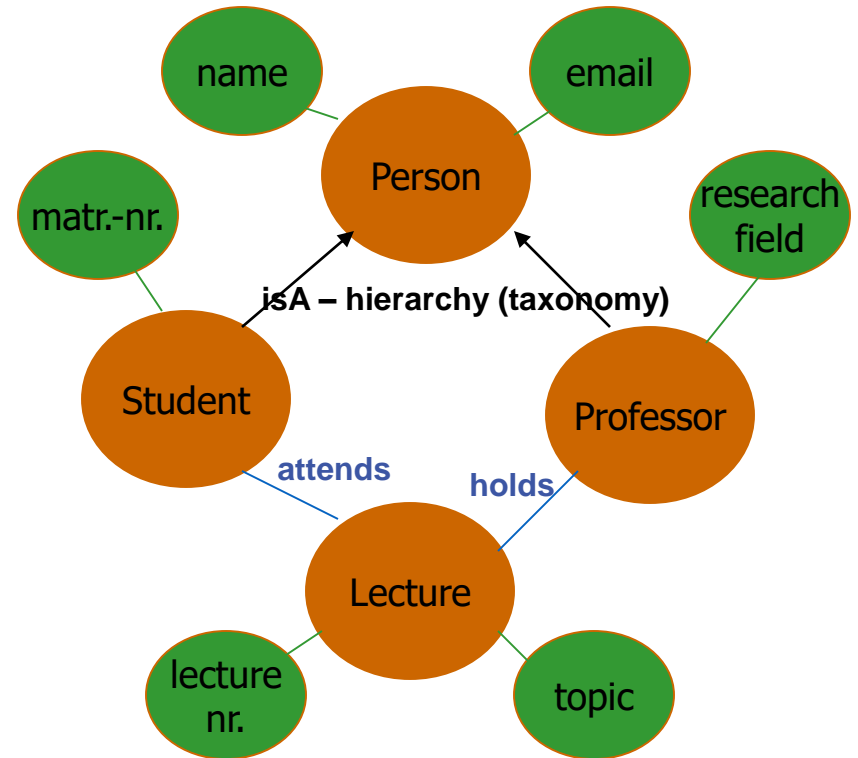 name
email
Person
matr.-nr.
research
field
isA – hierarchy (taxonomy)
Student
Professor
attends
holds
Lecture
lecture
nr.
topic